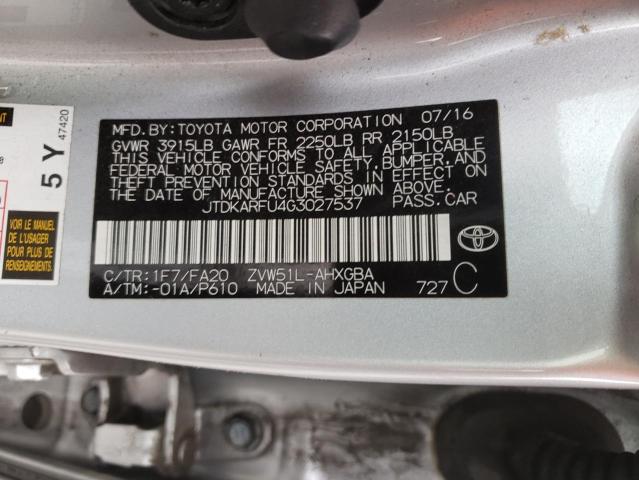 MFD. BY: TOYOTA MOTOR CORPORATION 07/16
GVWR 3915LB GAWR FR 2250LB RR 2150LB
THIS VEHICLE CONFORMS TO ALL APPLICABLE
FEDERAL MOTOR VEHICLE SAFETY, BUMPER, AND
THEFT PREVENTION STANDARDS IN EFFECT ON
THE DATE OF MANUFACTURE SHOWN ABOVE.
JTDKARFU4G3027537 PASS. CAR
C/TR: 1F7/FA20 ZVW51L-AHXGBA
A/TM: -01A/P610 MADE IN JAPAN 727 C
5 Y
47420
VOIR LE MANUEL
À L'USAGER
POUR PLUS DE
RENSEIGNEMENTS